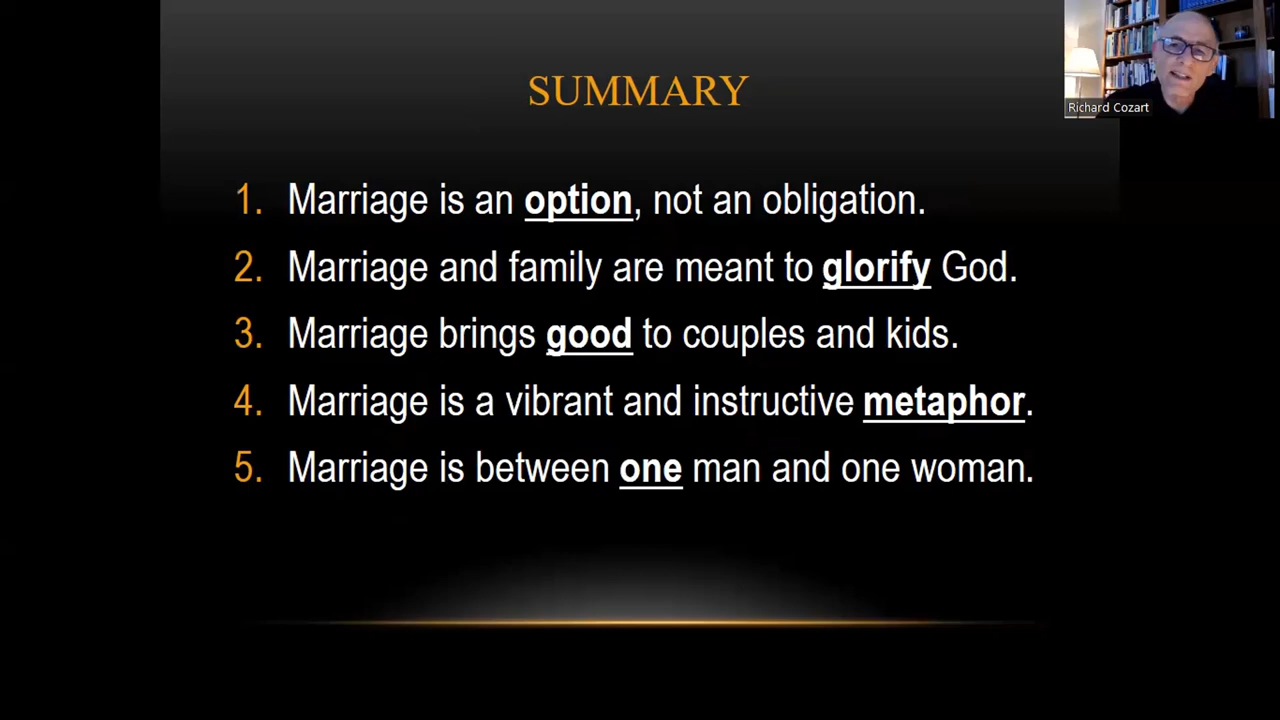 SUMMARY
Richard Cozart
1. Marriage is an option, not an obligation.
2. Marriage and family are meant to glorify God.
3. Marriage brings good to couples and kids.
4. Marriage is a vibrant and instructive metaphor.
5. Marriage is between one man and one woman.